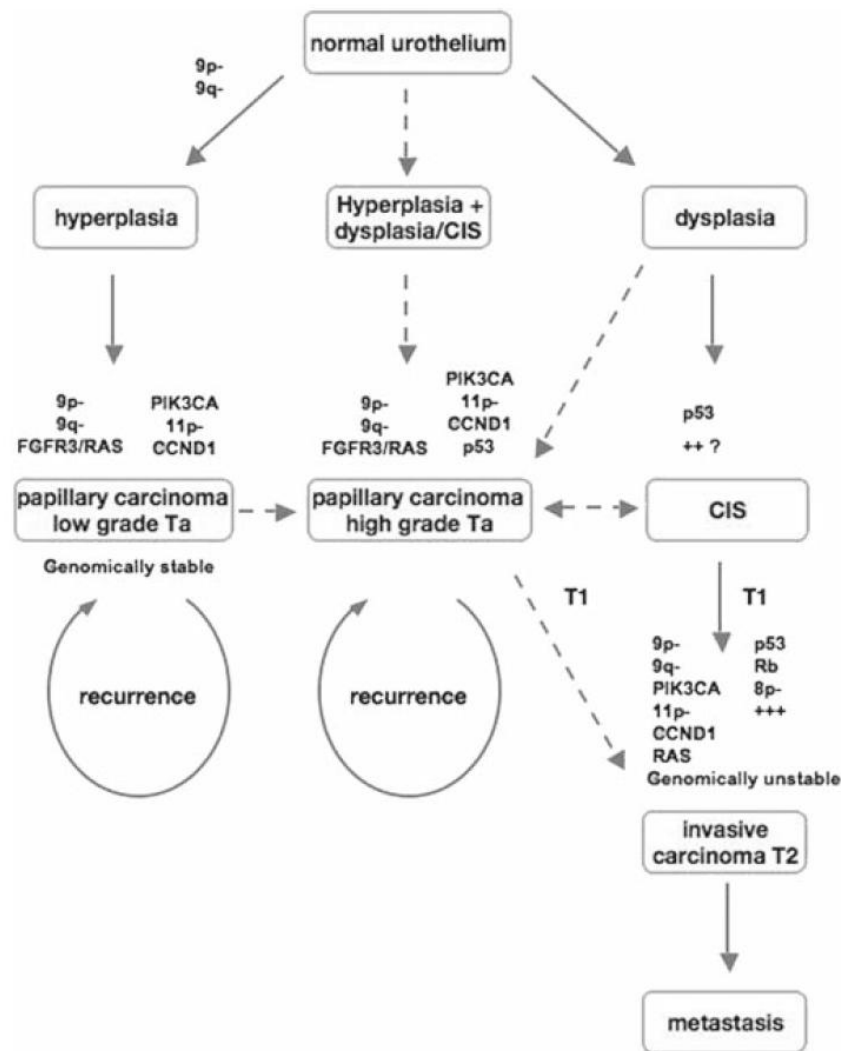 normal urothelium
9p-
9q-
hyperplasia
Hyperplasia +
dysplasia/CIS
dysplasia
9p-
9q-
FGFR3/RAS
PIK3CA
11p-
CCND1
9p-
9q-
FGFR3/RAS
PIK3CA
11p-
CCND1
p53
p53
++ ?
papillary carcinoma
low grade Ta
papillary carcinoma
high grade Ta
CIS
Genomically stable
recurrence
recurrence
T1
T1
9p-
9q-
PIK3CA
11p-
CCND1
RAS
p53
Rb
8p-
+++
Genomically unstable
invasive
carcinoma T2
metastasis